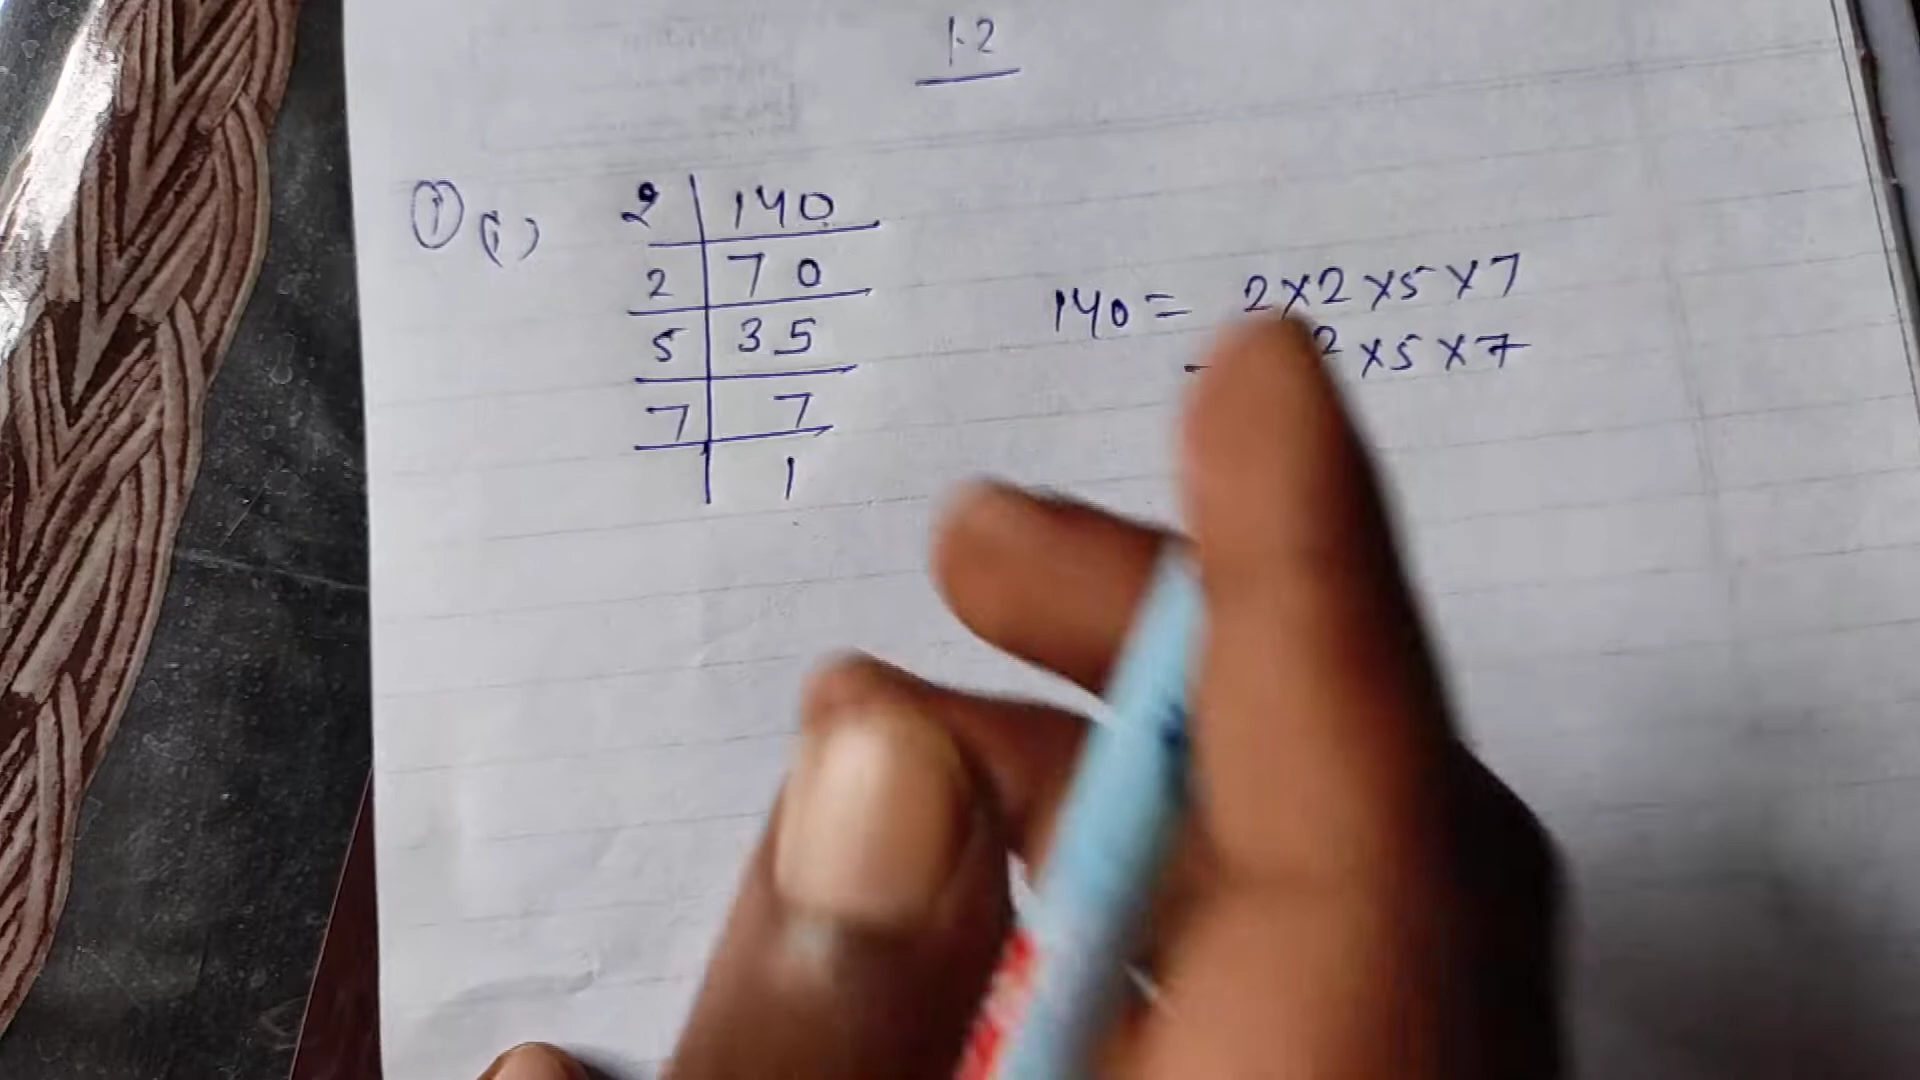 1.2
① (i) 2 | 140
2 | 70
5 | 35
7 | 7
| 1
140 = 2×2×5×7
2 ×5×7